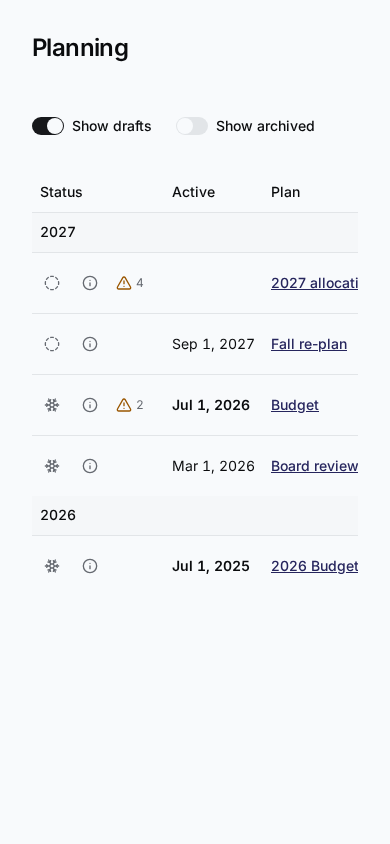 Planning
Show drafts Show archived
Status Active Plan
2027
4 2027 allocati
Sep 1, 2027 Fall re-plan
2 Jul 1, 2026 Budget
Mar 1, 2026 Board review
2026
Jul 1, 2025 2026 Budget